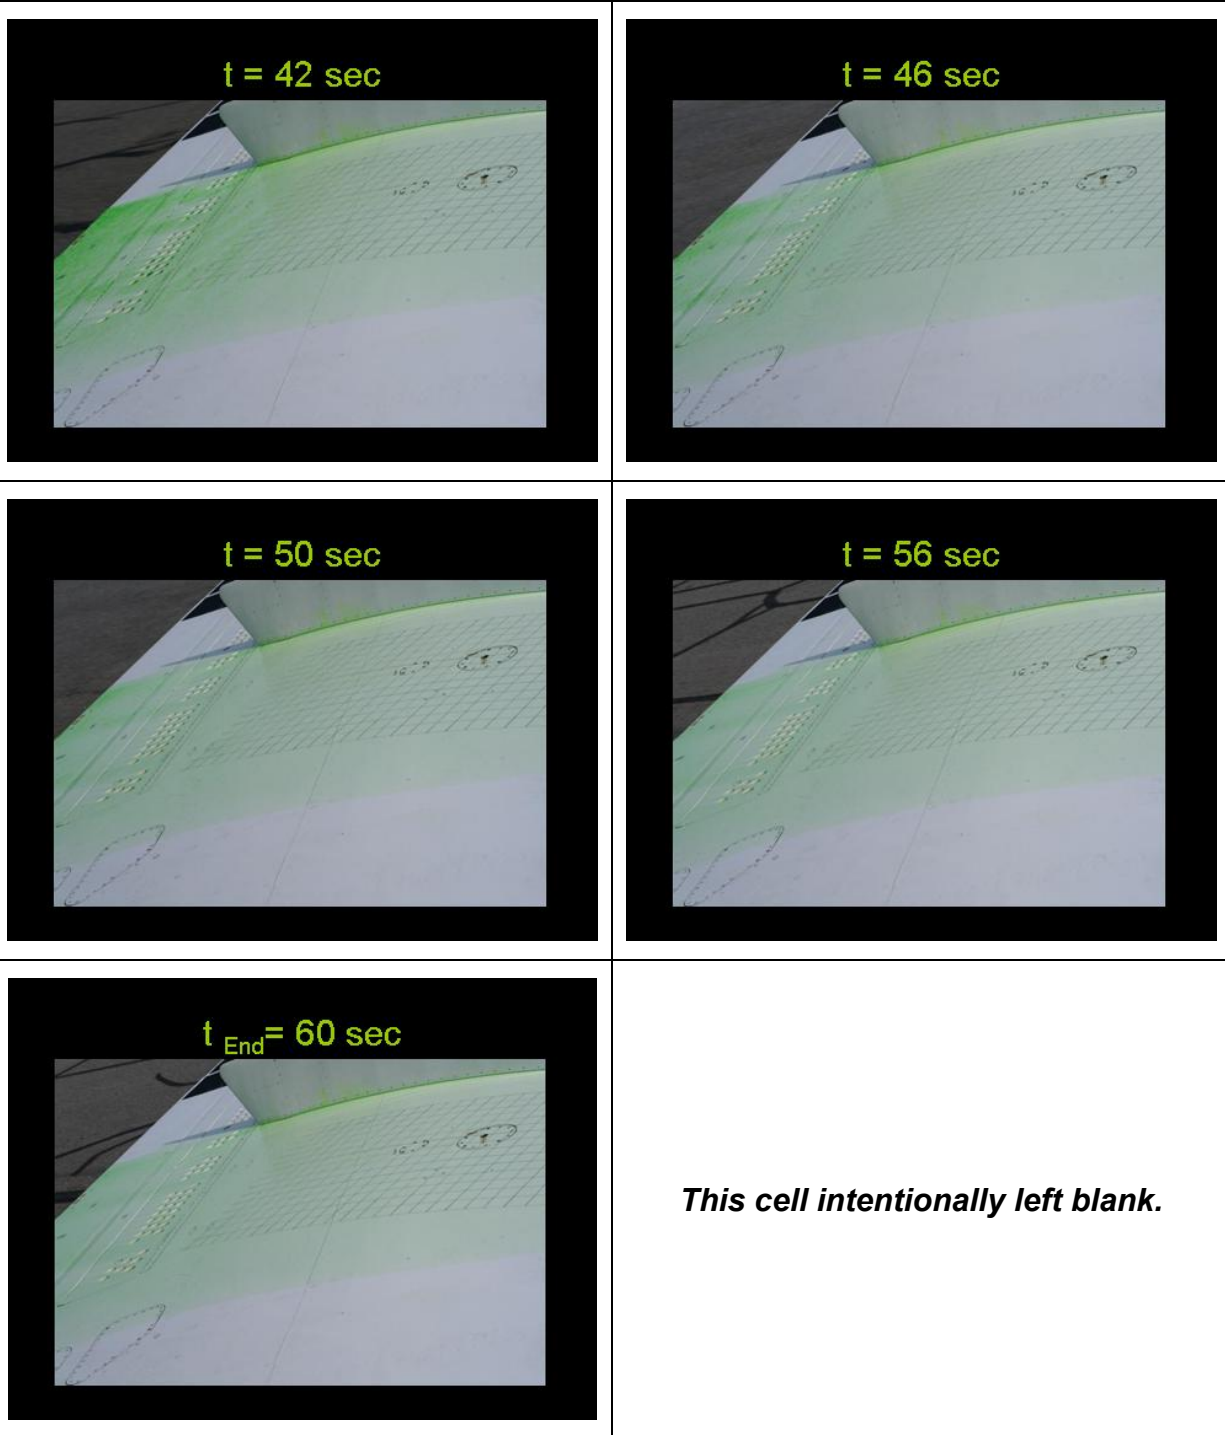 t = 42 sec
t = 46 sec
t = 50 sec
t = 56 sec
t End= 60 sec
This cell intentionally left blank.